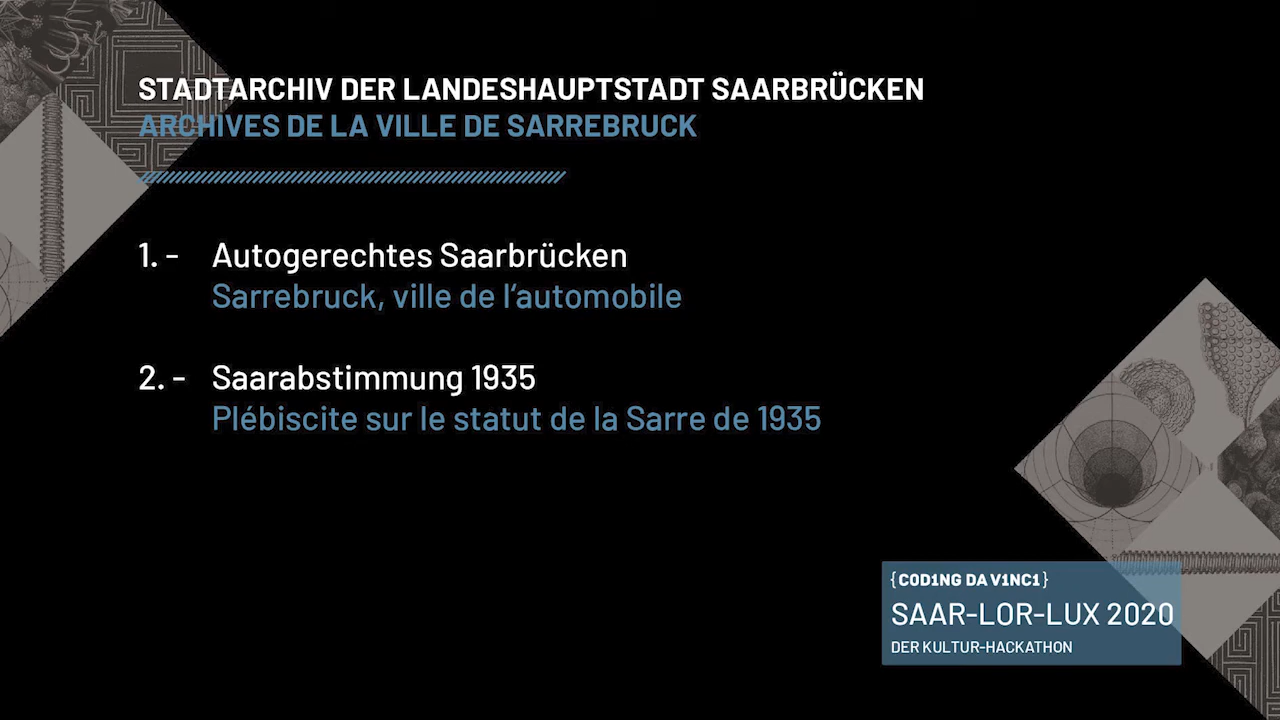 STADTARCHIV DER LANDESHAUPTSTADT SAARBRÜCKEN
ARCHIVES DE LA VILLE DE SARREBRUCK
1. - Autogerechtes Saarbrücken
Sarrebruck, ville de l’automobile
2. - Saarabstimmung 1935
Plébiscite sur le statut de la Sarre de 1935
{COD1NG DA V1NC1}
SAAR-LOR-LUX 2020
DER KULTUR-HACKATHON